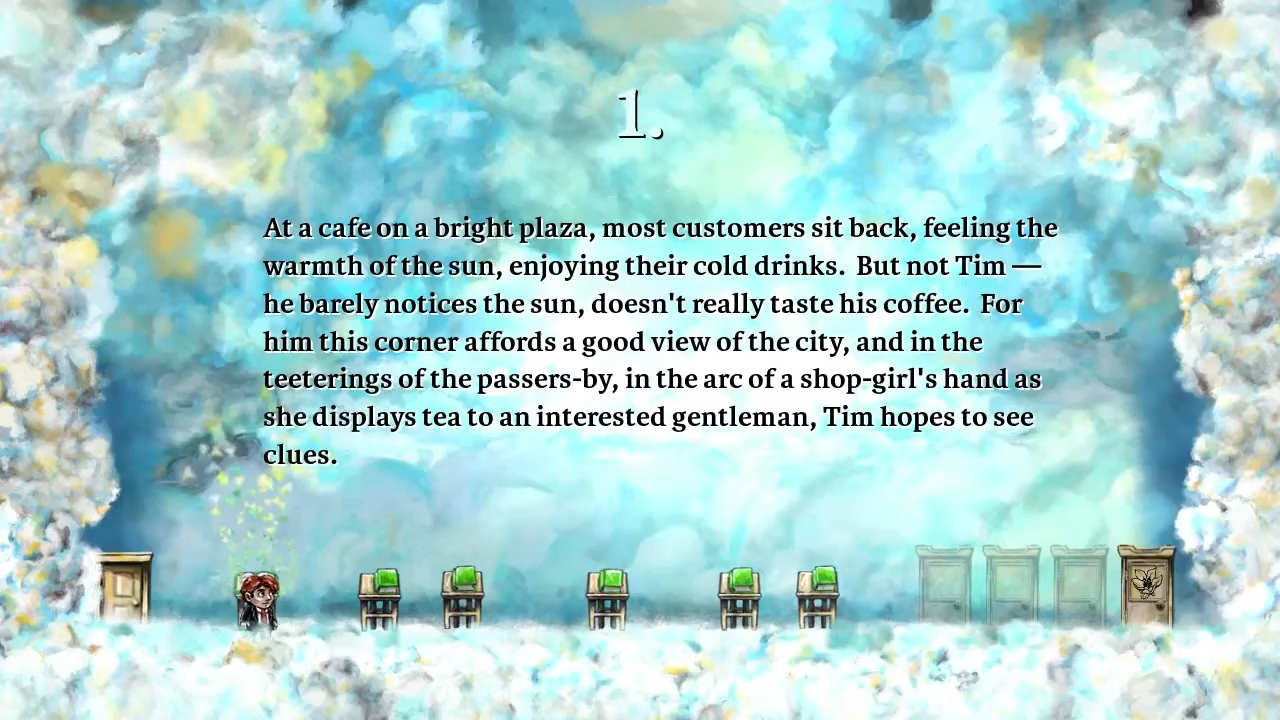 1.
At a cafe on a bright plaza, most customers sit back, feeling the
warmth of the sun, enjoying their cold drinks.  But not Tim —
he barely notices the sun, doesn't really taste his coffee.  For
him this corner affords a good view of the city, and in the
teeterings of the passers-by, in the arc of a shop-girl's hand as
she displays tea to an interested gentleman, Tim hopes to see
clues.